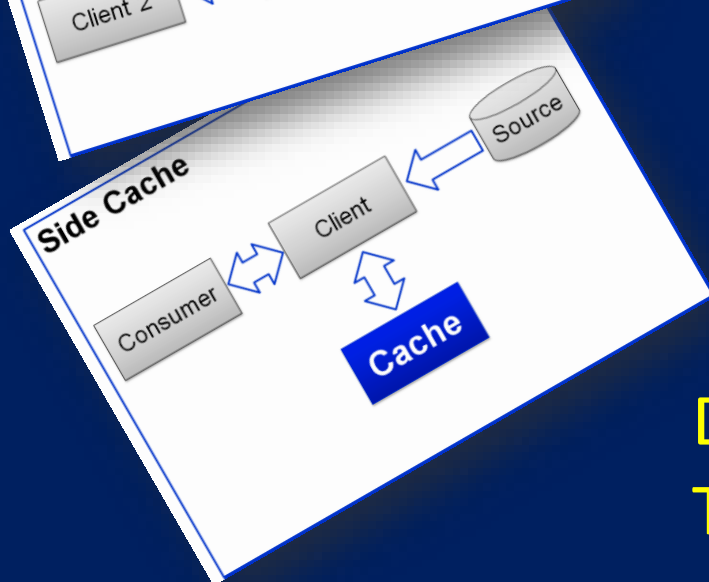 Client 2
Side Cache
Source
Client
Consumer
Cache